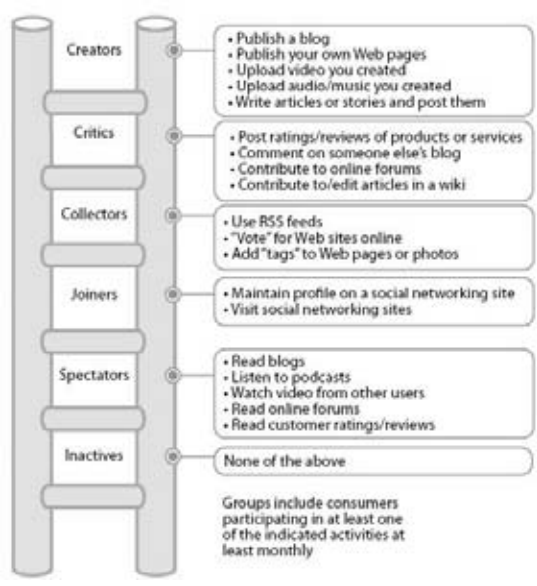 Creators
• Publish a blog
• Publish your own Web pages
• Upload video you created
• Upload audio/music you created
• Write articles or stories and post them
Critics
• Post ratings/reviews of products or services
• Comment on someone else's blog
• Contribute to online forums
• Contribute to/edit articles in a wiki
Collectors
• Use RSS feeds
• "Vote" for Web sites online
• Add "tags" to Web pages or photos
Joiners
• Maintain profile on a social networking site
• Visit social networking sites
Spectators
• Read blogs
• Listen to podcasts
• Watch video from other users
• Read online forums
• Read customer ratings/reviews
Inactives
None of the above
Groups include consumers
participating in at least one
of the indicated activities at
least monthly